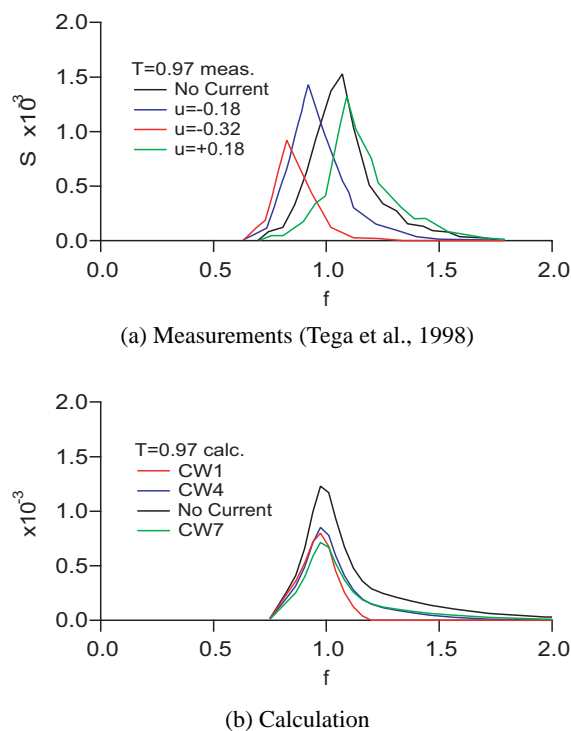 2.0
T=0.97 meas.
1.5
No Current
u=-0.18
S x10-3
1.0
u=-0.32
u=+0.18
0.5
0.0
0.0 0.5 1.0 1.5 2.0
f
(a) Measurements (Tega et al., 1998)
2.0
T=0.97 calc.
1.5
CW1
CW4
x10-3
1.0
No Current
CW7
0.5
0.0
0.0 0.5 1.0 1.5 2.0
f
(b) Calculation